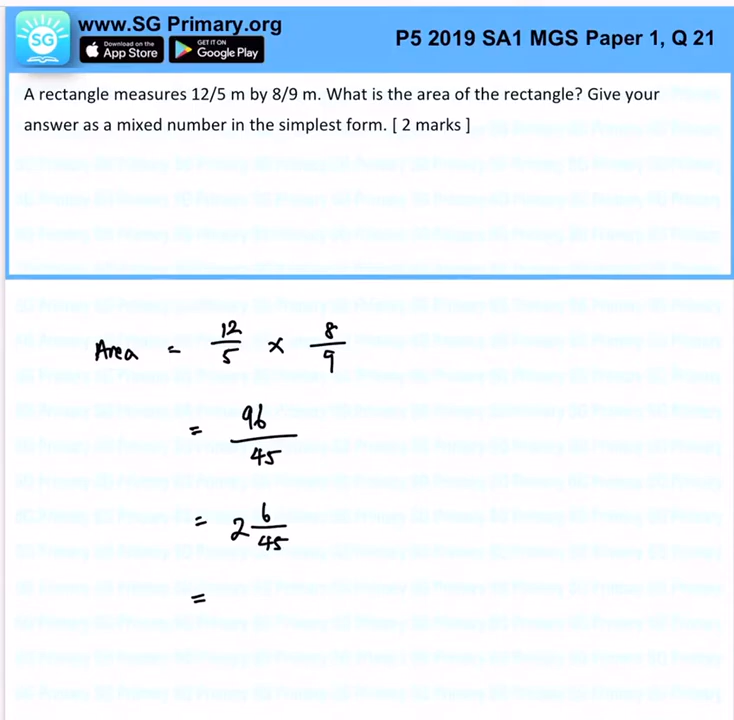 www.SG Primary.org
SG
Download on the
App Store
GET IT ON
Google Play
P5 2019 SA1 MGS Paper 1, Q 21
A rectangle measures 12/5 m by 8/9 m. What is the area of the rectangle? Give your
answer as a mixed number in the simplest form. [ 2 marks ]
Area = 12/5 × 8/9
= 96/45
= 2 6/45
=